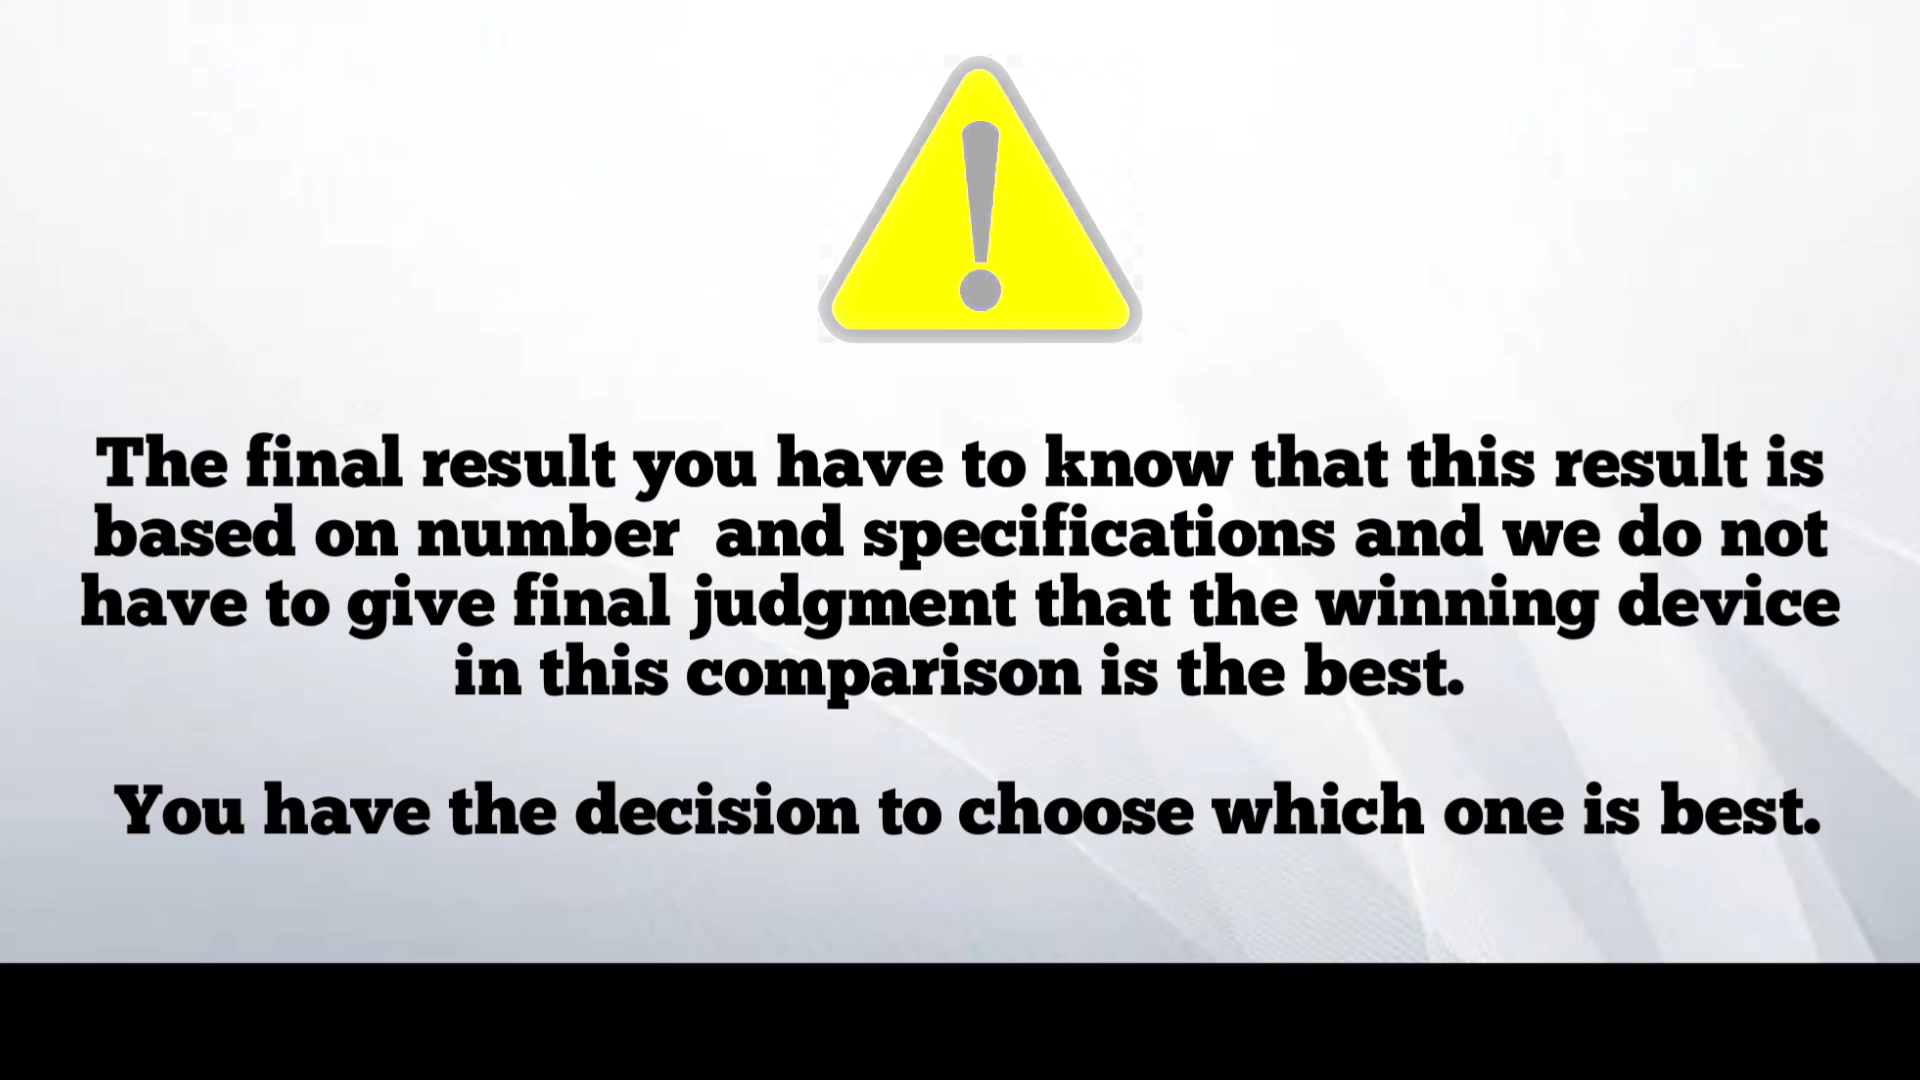 The final result you have to know that this result is
based on number  and specifications and we do not
have to give final judgment that the winning device
in this comparison is the best.
You have the decision to choose which one is best.